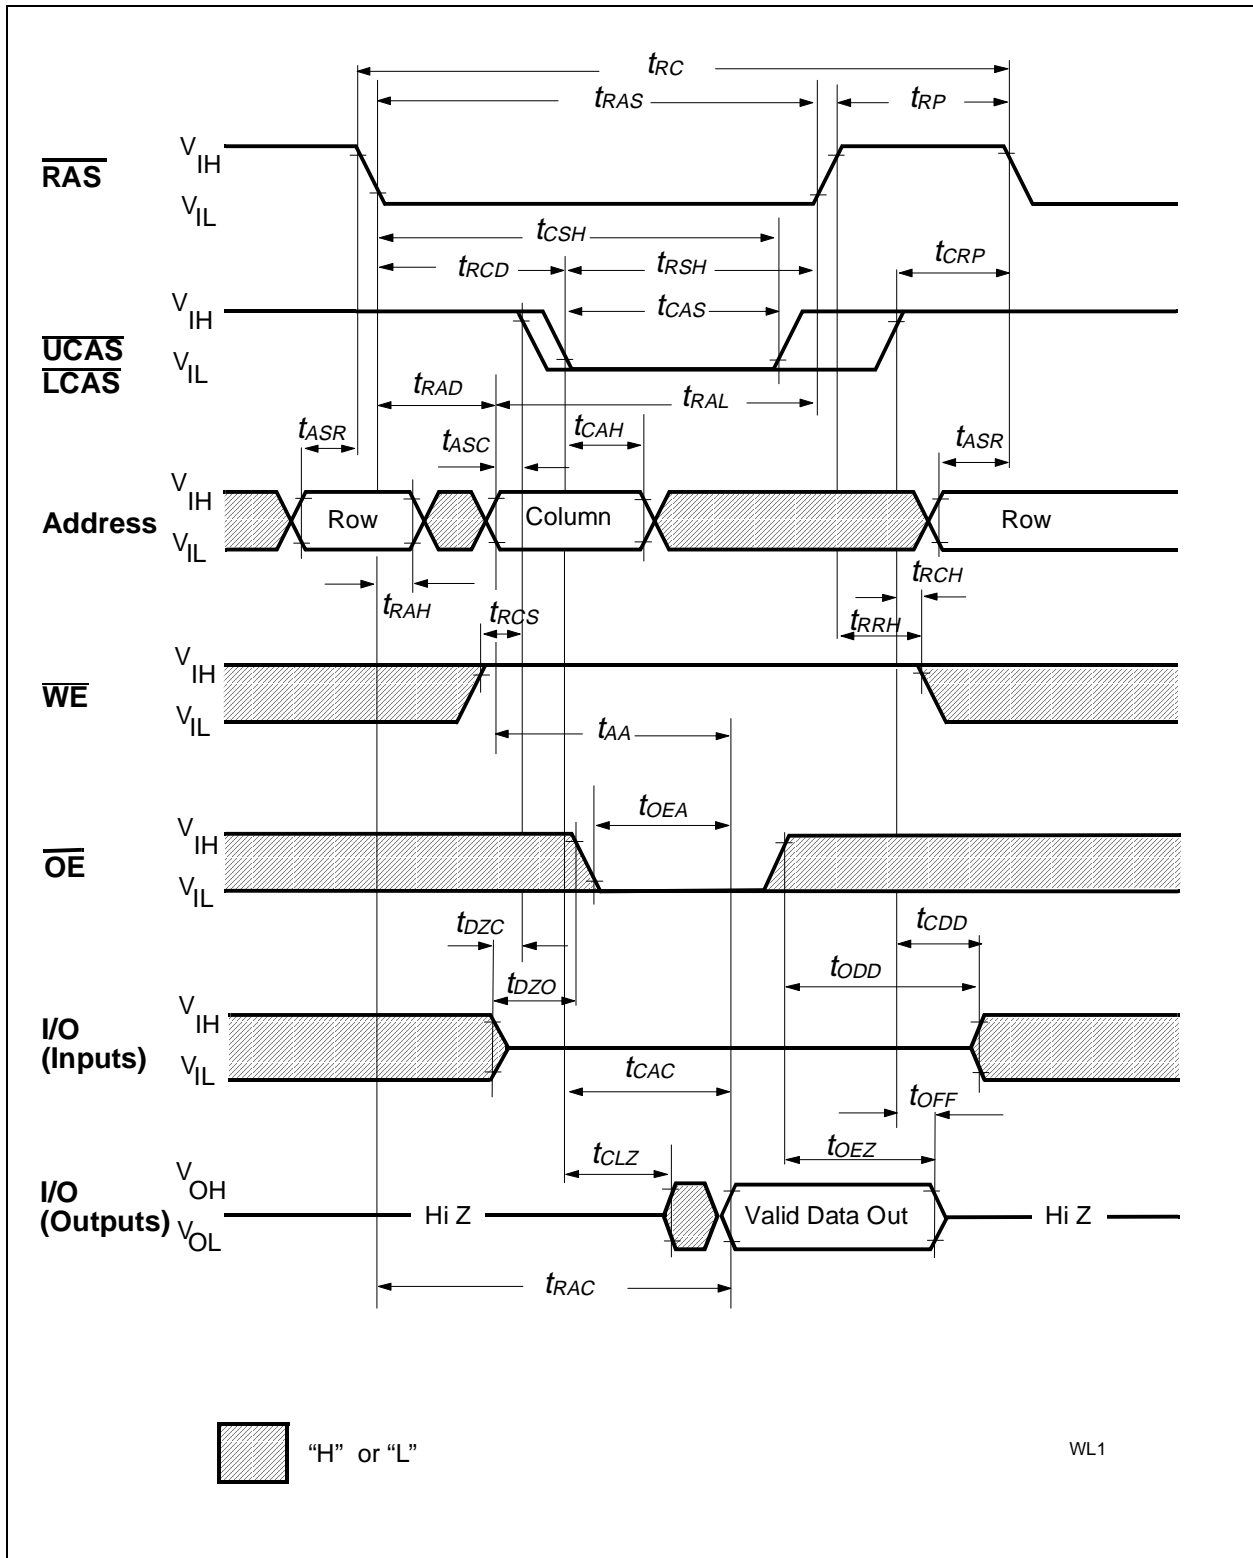 tRC
tRAS
tRP
RAS
VIH
VIL
tCSH
tRCD
tRSH
tCRP
tCAS
VIH
UCAS
LCAS
VIL
tRAD
tRAL
tASR
tASC
tCAH
tASR
Address
VIH
VIL
Row
Column
Row
tRAH
tRCS
tRCH
tRRH
WE
VIH
VIL
tAA
tOEA
OE
VIH
VIL
tDZC
tCDD
tDZO
tODD
I/O
(Inputs)
VIH
VIL
tCAC
tOFF
tCLZ
tOEZ
I/O
(Outputs)
VOH
VOL
Hi Z
Valid Data Out
Hi Z
tRAC
“H” or “L”
WL1